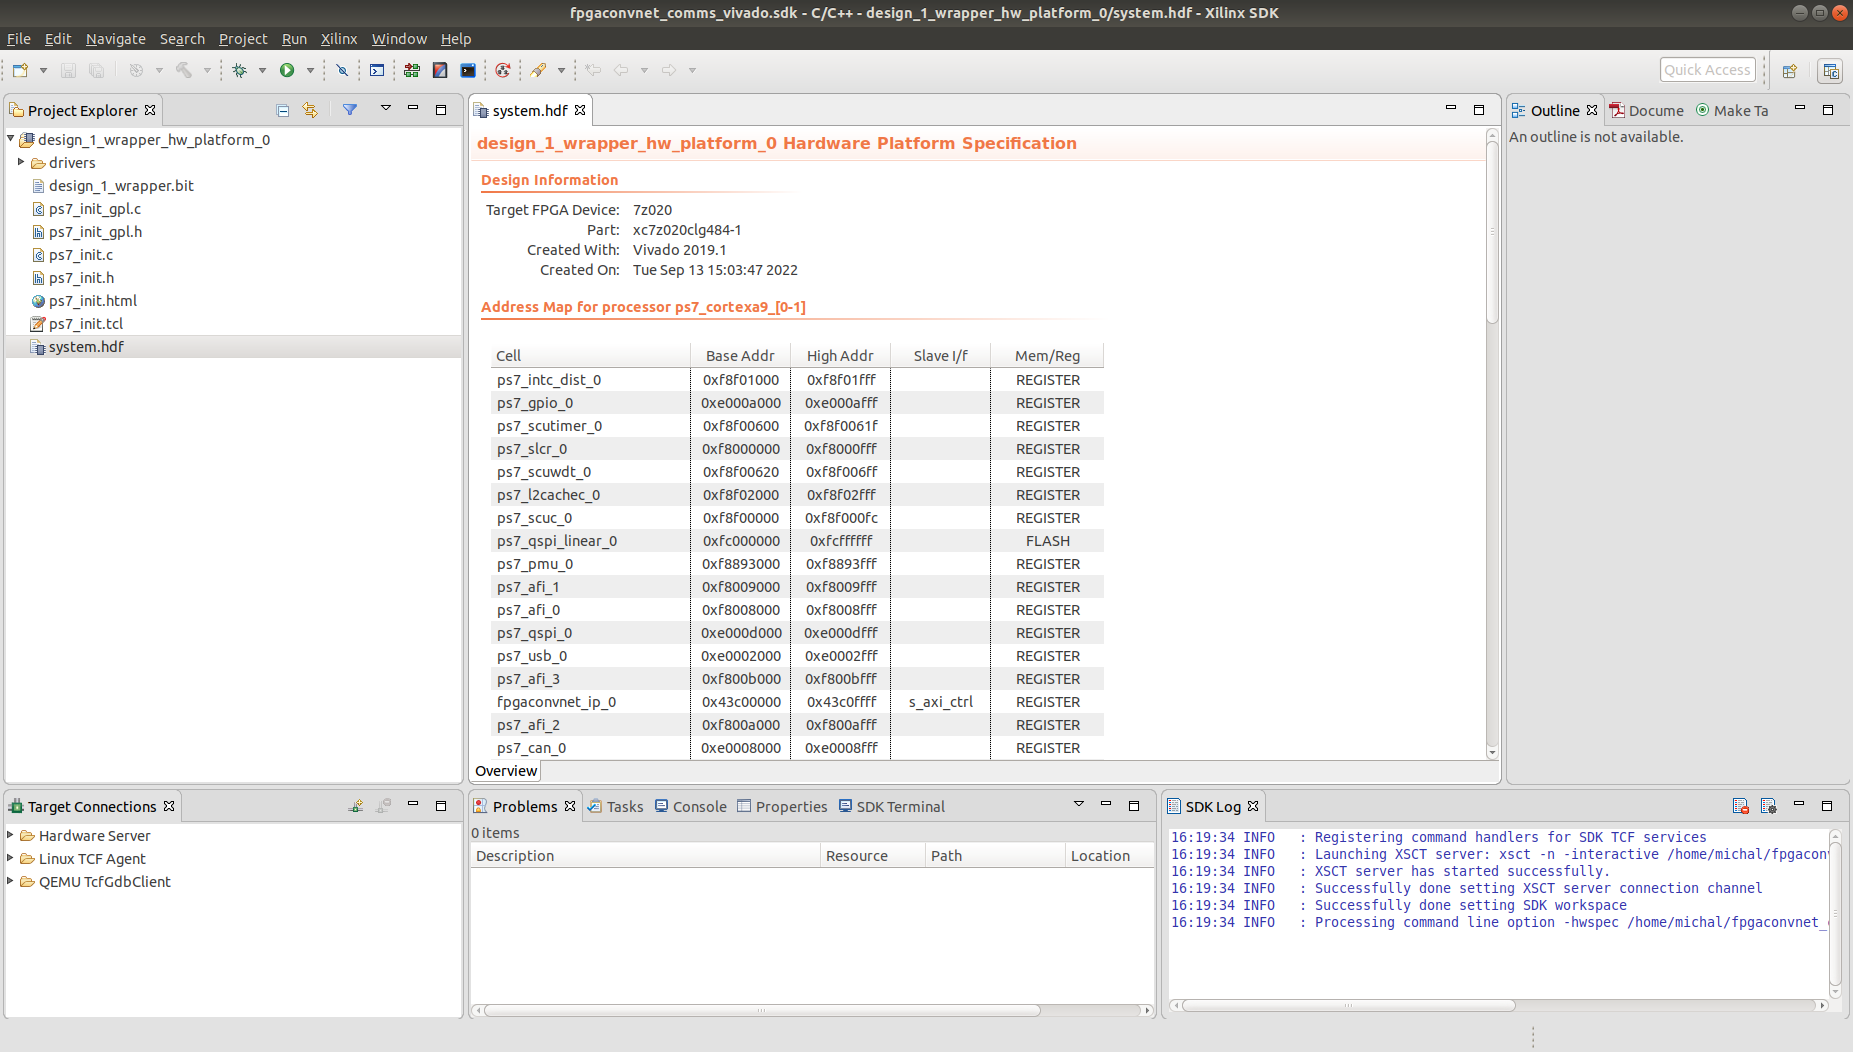 fpgaconvnet_comms_vivado.sdk - C/C++ - design_1_wrapper_hw_platform_0/system.hdf - Xilinx SDK
File Edit Navigate Search Project Run Xilinx Window Help
Quick Access
Project Explorer
design_1_wrapper_hw_platform_0
drivers
design_1_wrapper.bit
ps7_init_gpl.c
ps7_init_gpl.h
ps7_init.c
ps7_init.h
ps7_init.html
ps7_init.tcl
system.hdf
system.hdf
design_1_wrapper_hw_platform_0 Hardware Platform Specification
Design Information
Target FPGA Device: 7z020
Part: xc7z020clg484-1
Created With: Vivado 2019.1
Created On: Tue Sep 13 15:03:47 2022
Address Map for processor ps7_cortexa9_[0-1]
Cell Base Addr High Addr Slave I/f Mem/Reg
ps7_intc_dist_0 0xf8f01000 0xf8f01fff REGISTER
ps7_gpio_0 0xe000a000 0xe000afff REGISTER
ps7_scutimer_0 0xf8f00600 0xf8f0061f REGISTER
ps7_slcr_0 0xf8000000 0xf8000fff REGISTER
ps7_scuwdt_0 0xf8f00620 0xf8f006ff REGISTER
ps7_l2cachec_0 0xf8f02000 0xf8f02fff REGISTER
ps7_scuc_0 0xf8f00000 0xf8f000fc REGISTER
ps7_qspi_linear_0 0xfc000000 0xfcffffff FLASH
ps7_pmu_0 0xf8893000 0xf8893fff REGISTER
ps7_afi_1 0xf8009000 0xf8009fff REGISTER
ps7_afi_0 0xf8008000 0xf8008fff REGISTER
ps7_qspi_0 0xe000d000 0xe000dfff REGISTER
ps7_usb_0 0xe0002000 0xe0002fff REGISTER
ps7_afi_3 0xf800b000 0xf800bfff REGISTER
fpgaconvnet_ip_0 0x43c00000 0x43c0ffff s_axi_ctrl REGISTER
ps7_afi_2 0xf800a000 0xf800afff REGISTER
ps7_can_0 0xe0008000 0xe0008fff REGISTER
Overview
Outline Docume Make Ta
An outline is not available.
Target Connections
Hardware Server
Linux TCF Agent
QEMU TcfGdbClient
Problems Tasks Console Properties SDK Terminal
0 items
Description Resource Path Location
SDK Log
16:19:34 INFO : Registering command handlers for SDK TCF services
16:19:34 INFO : Launching XSCT server: xsct -n -interactive /home/michal/fpgaconv
16:19:34 INFO : XSCT server has started successfully.
16:19:34 INFO : Successfully done setting XSCT server connection channel
16:19:34 INFO : Successfully done setting SDK workspace
16:19:34 INFO : Processing command line option -hwspec /home/michal/fpgaconvnet_